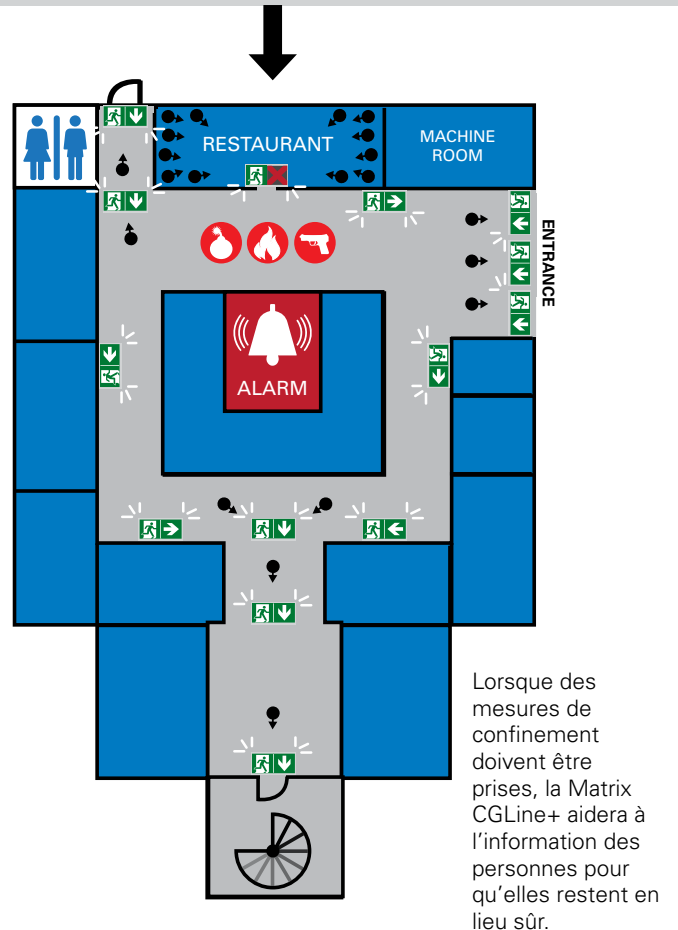 RESTAURANT
MACHINE
ROOM
ENTRANCE
ALARM
Lorsque des
mesures de
confinement
doivent être
prises, la Matrix
CGLine+ aidera à
l’information des
personnes pour
qu’elles restent en
lieu sûr.